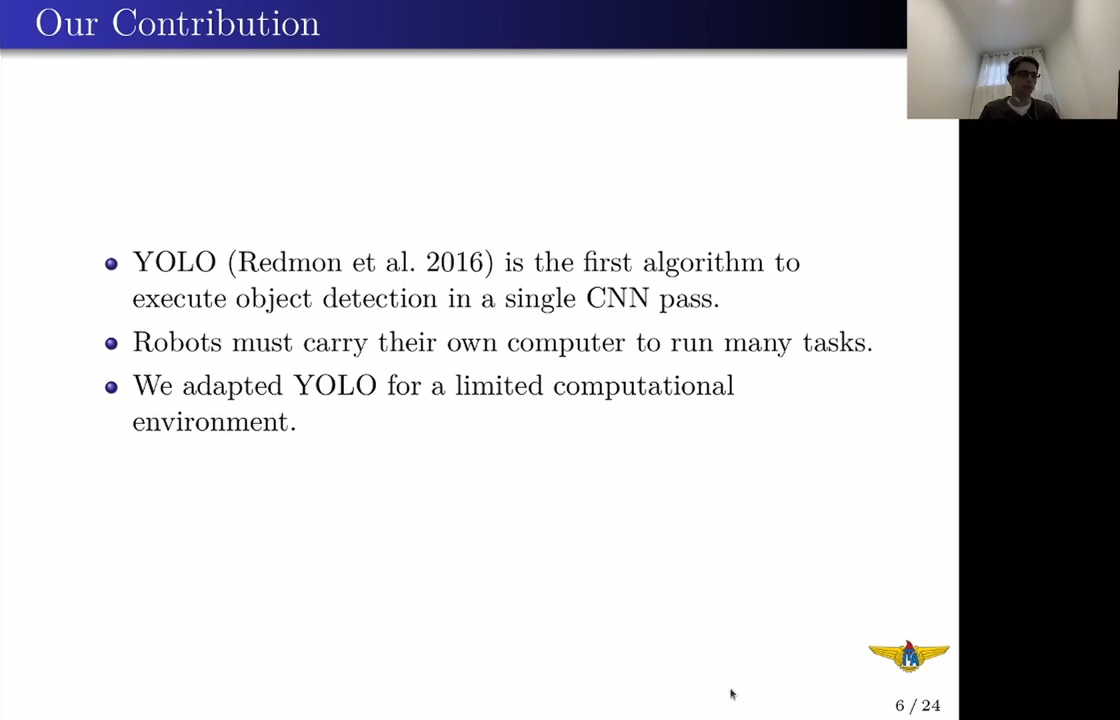 Our Contribution
YOLO (Redmon et al. 2016) is the first algorithm to
execute object detection in a single CNN pass.
Robots must carry their own computer to run many tasks.
We adapted YOLO for a limited computational
environment.
ITA
6 / 24